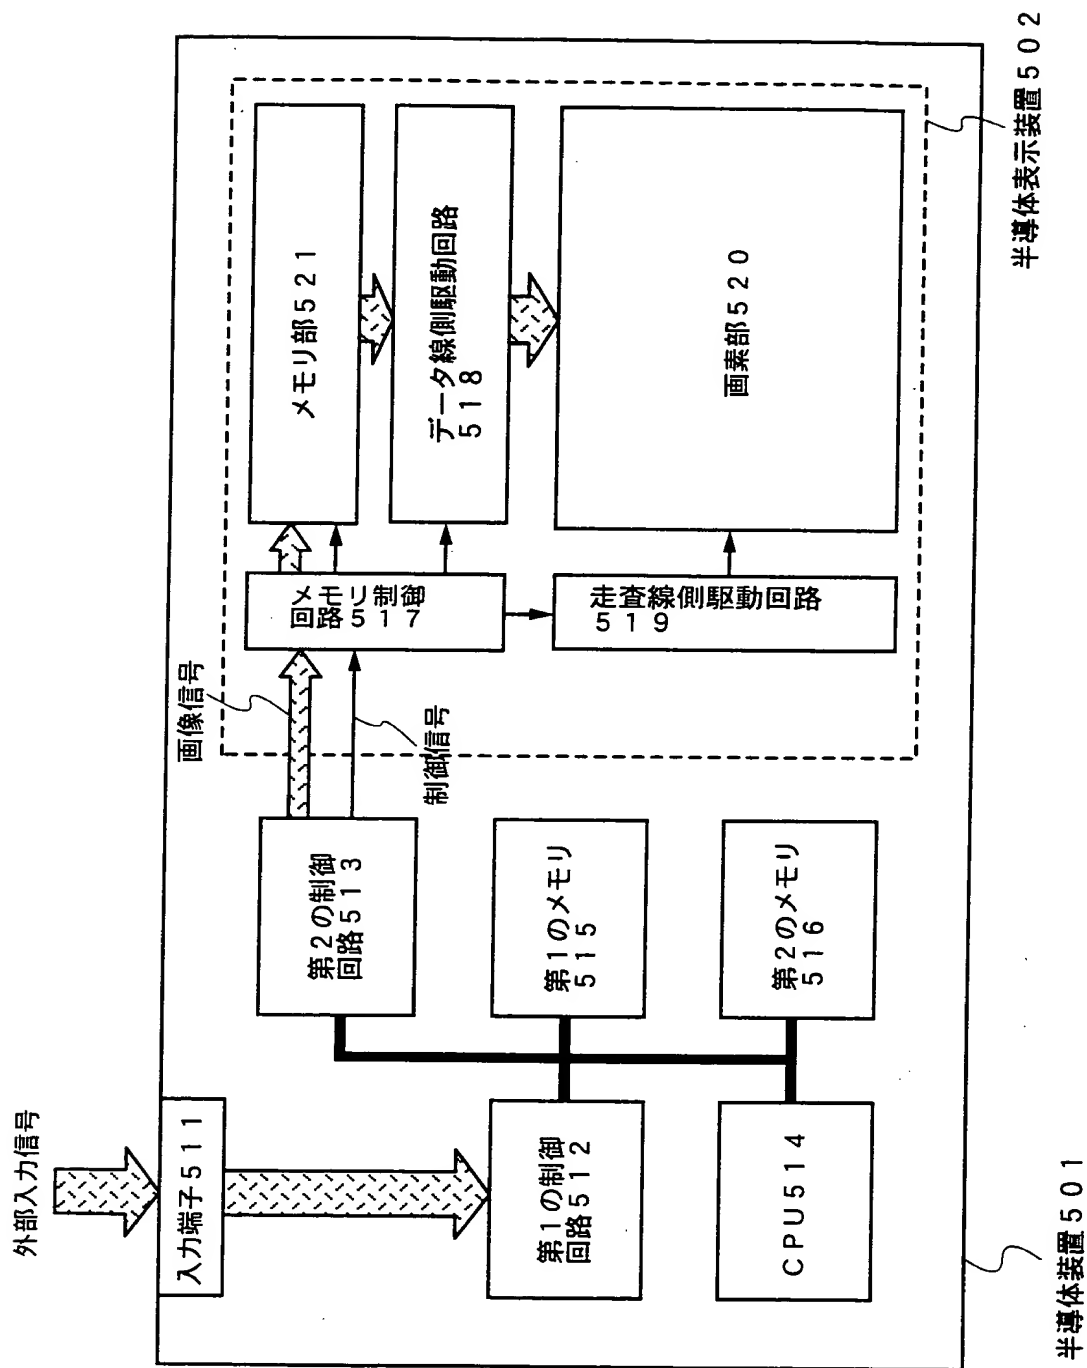 外部入力信号
入力端子５１１
第１の制御
回路５１２
ＣＰＵ５１４
第２の制御
回路５１３
第１のメモリ
５１５
第２のメモリ
５１６
画像信号
制御信号
メモリ制御
回路５１７
走査線側駆動回路
５１９
メモリ部５２１
データ線側駆動回路
５１８
画素部５２０
半導体表示装置５０２
半導体装置５０１